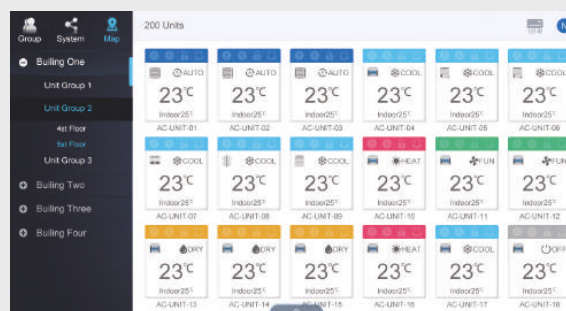 Group System Map
200 Units
Builing One
Unit Group 1
Unit Group 2
4st Floor
5st Floor
Unit Group 3
Builing Two
Builing Three
Builing Four
AUTO AUTO AUTO COOL COOL COOL
23℃ 23℃ 23℃ 23℃ 23℃ 23℃
Indoor25℃ Indoor25℃ Indoor25℃ Indoor25℃ Indoor25℃ Indoor25℃
AC-UNIT-01 AC-UNIT-02 AC-UNIT-03 AC-UNIT-04 AC-UNIT-05 AC-UNIT-06
COOL COOL COOL HEAT FUN FUN
23℃ 23℃ 23℃ 23℃ 23℃ 23℃
Indoor25℃ Indoor25℃ Indoor25℃ Indoor25℃ Indoor25℃ Indoor25℃
AC-UNIT-07 AC-UNIT-08 AC-UNIT-09 AC-UNIT-10 AC-UNIT-11 AC-UNIT-12
DRY DRY DRY HEAT COOL OFF
23℃ 23℃ 23℃ 23℃ 23℃ 23℃
Indoor25℃ Indoor25℃ Indoor25℃ Indoor25℃ Indoor25℃ Indoor25℃
AC-UNIT-13 AC-UNIT-14 AC-UNIT-15 AC-UNIT-16 AC-UNIT-17 AC-UNIT-18